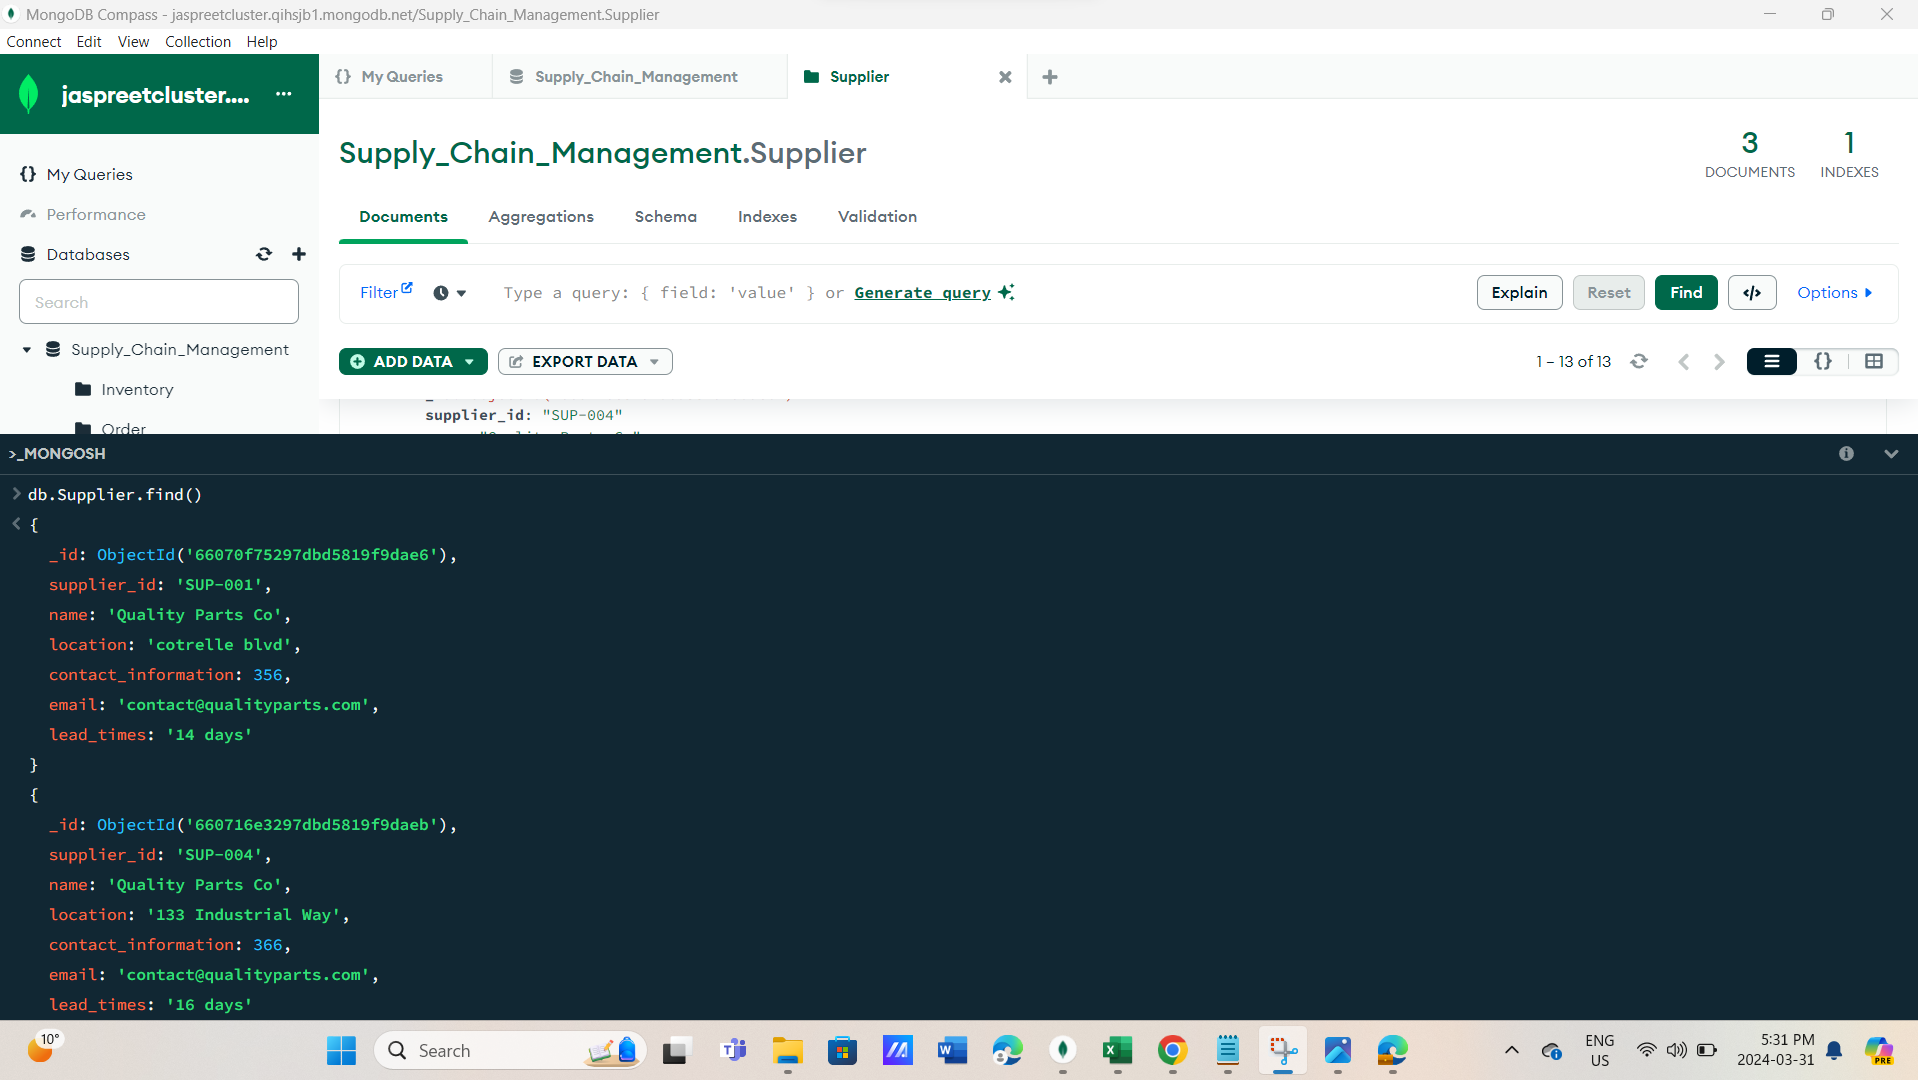 MongoDB Compass - jaspreetcluster.qihsjb1.mongodb.net/Supply_Chain_Management.Supplier
Connect Edit View Collection Help
jaspreetcluster.... ...
{} My Queries
Supply_Chain_Management
Supplier
My Queries
Performance
Databases
Search
Supply_Chain_Management
Inventory
Order
Supply_Chain_Management.Supplier
3
DOCUMENTS
1
INDEXES
Documents Aggregations Schema Indexes Validation
Filter
Type a query: { field: 'value' } or Generate query
Explain Reset Find </> Options
ADD DATA EXPORT DATA
1 – 13 of 13
{}
supplier_id: "SUP-004"
>_MONGOSH
> db.Supplier.find()
< {
_id: ObjectId('66070f75297dbd5819f9dae6'),
supplier_id: 'SUP-001',
name: 'Quality Parts Co',
location: 'cotrelle blvd',
contact_information: 356,
email: 'contact@qualityparts.com',
lead_times: '14 days'
}
{
_id: ObjectId('660716e3297dbd5819f9daeb'),
supplier_id: 'SUP-004',
name: 'Quality Parts Co',
location: '133 Industrial Way',
contact_information: 366,
email: 'contact@qualityparts.com',
lead_times: '16 days'
10°
Search
ENG
US
5:31 PM
2024-03-31
PRE